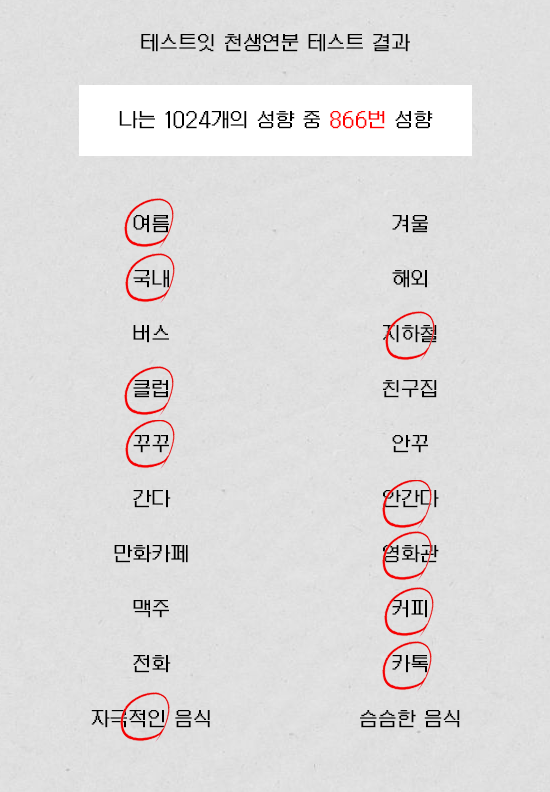 테스트잇 천생연분 테스트 결과
나는 1024개의 성향 중 866번 성향
여름 겨울
국내 해외
버스 지하철
클럽 친구집
꾸꾸 안꾸
간다 안간다
만화카페 영화관
맥주 커피
전화 카톡
자극적인 음식 슴슴한 음식